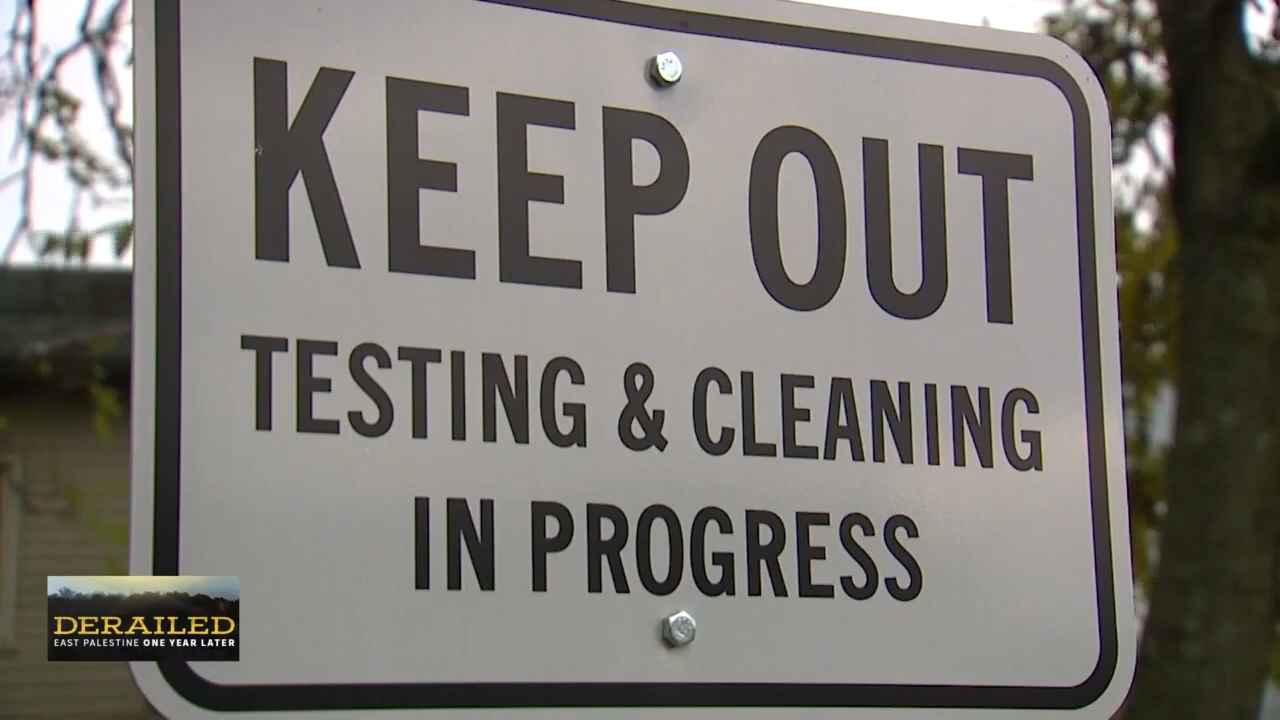 KEEP OUT
TESTING & CLEANING
IN PROGRESS
DERAILED
EAST PALESTINE ONE YEAR LATER